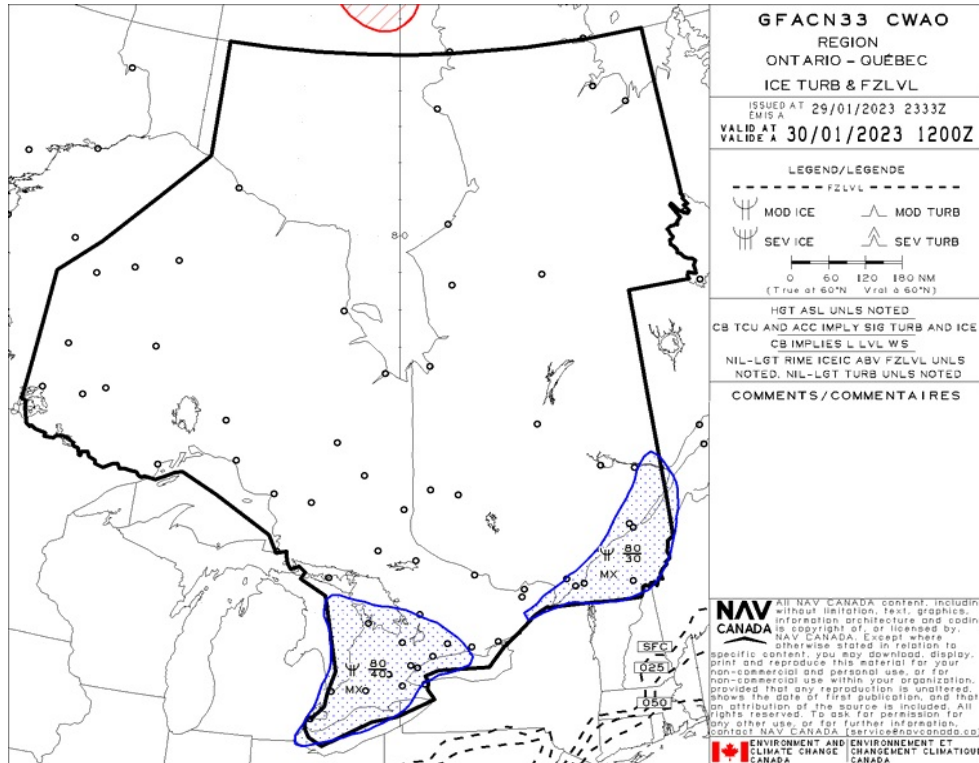 GFACN33 CWAO
REGION
ONTARIO - QUÉBEC
ICE TURB & FZLVL
ISSUED AT
ÉMIS A
29/01/2023 2333Z
VALID AT
VALIDE A
30/01/2023 1200Z
LEGEND/LÉGENDE
FZLVL
MOD ICE
MOD TURB
SEV ICE
SEV TURB
0 60 120 180 NM
(True at 60°N Vrai à 60°N)
HGT ASL UNLS NOTED
CB TCU AND ACC IMPLY SIG TURB AND ICE
CB IMPLIES L LVL WS
NIL-LGT RIME ICEIC ABV FZLVL UNLS
NOTED. NIL-LGT TURB UNLS NOTED
COMMENTS/COMMENTAIRES
80
80
30
MX
80
40
MX
SFC
025
050
NAV
CANADA
All NAV CANADA content, including
without limitation, text, graphics,
information architecture and coding
is copyright of, or licensed by,
NAV CANADA. Except where
otherwise stated in relation to
specific content, you may download, display,
print and reproduce this material for your
non-commercial and personal use, or for
non-commercial use within your organization,
provided that any reproduction is unaltered,
shows the date of first publication, and that
an attribution of the source is included. All
rights reserved. To ask for permission for
any other use, or for further information,
contact NAV CANADA [service@navcanada.ca]
ENVIRONMENT AND
CLIMATE CHANGE
CANADA
ENVIRONNEMENT ET
CHANGEMENT CLIMATIQUE
CANADA